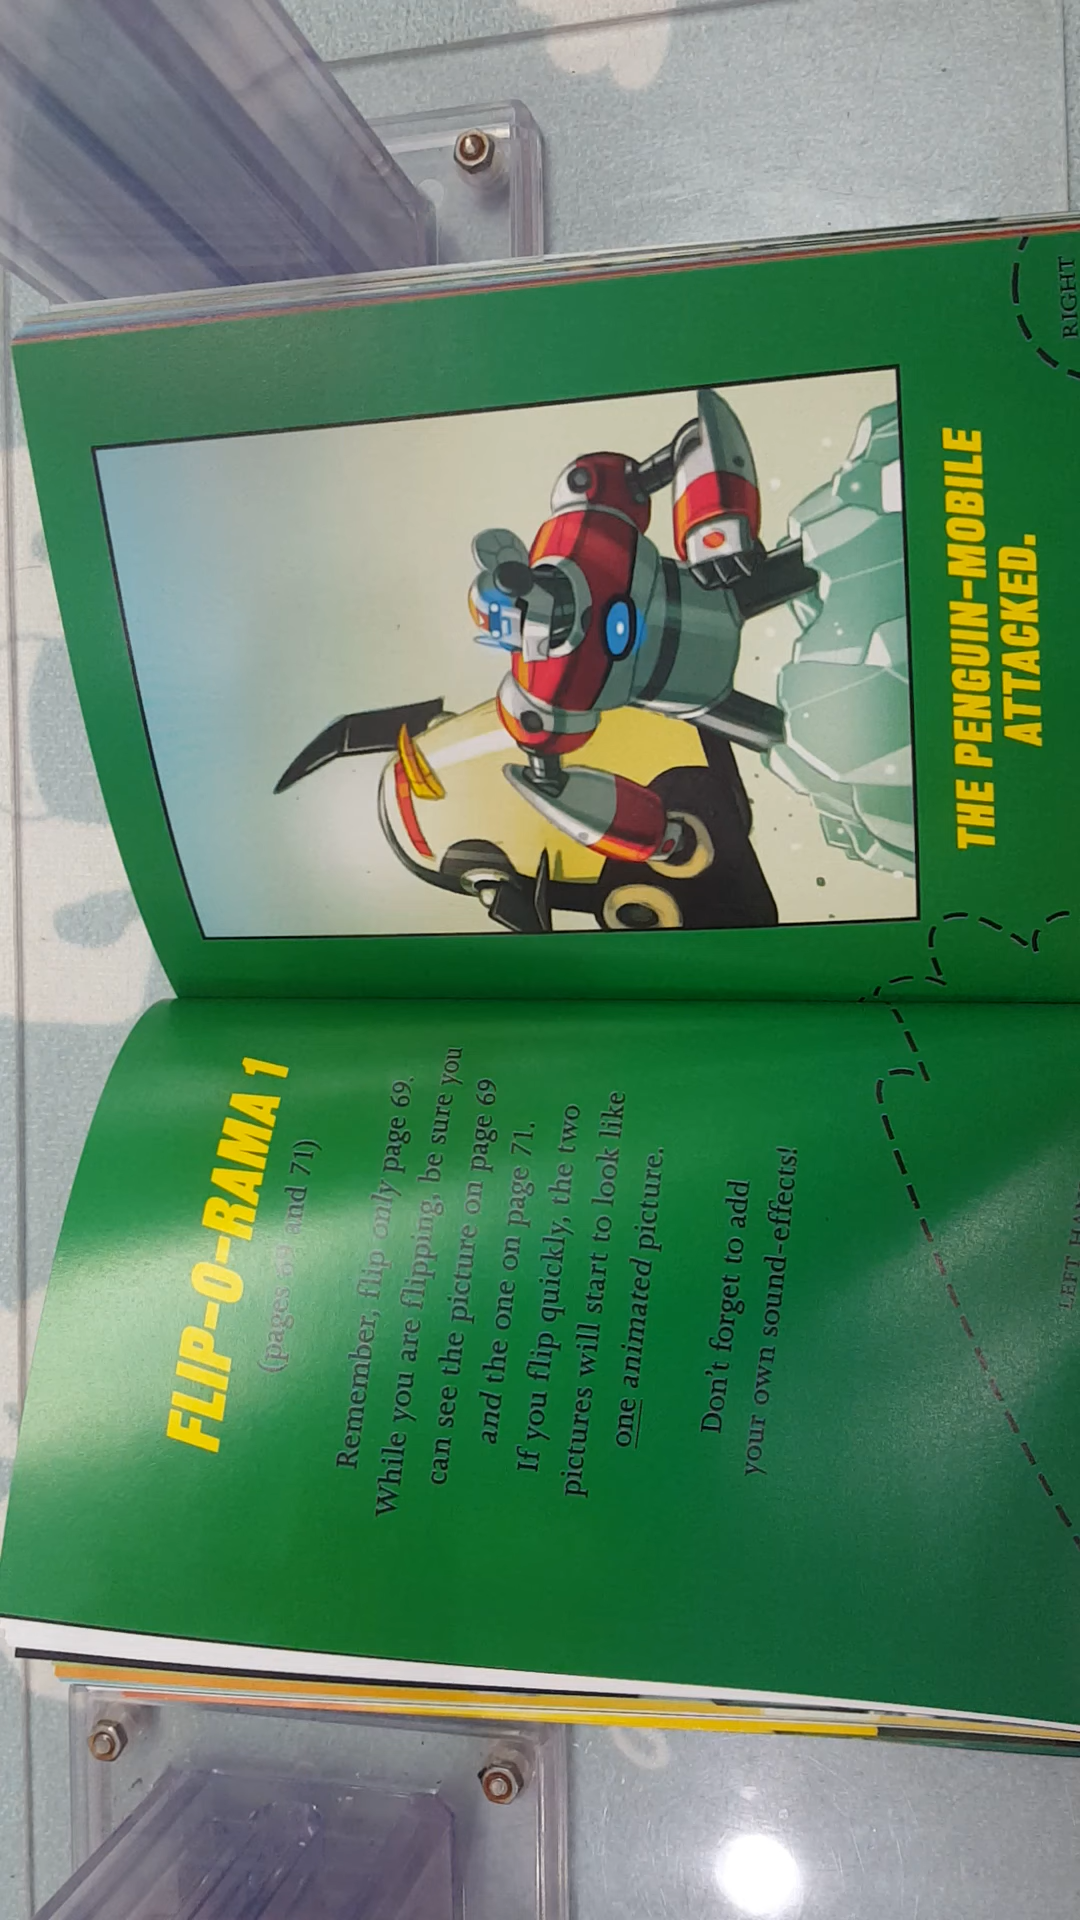 FLIP-O-RAMA 1
(pages 69 and 71)
Remember, flip only page 69.
While you are flipping, be sure you
can see the picture on page 69
and the one on page 71.
If you flip quickly, the two
pictures will start to look like
one animated picture.
Don't forget to add
your own sound-effects!
LEFT
THE PENGUIN-MOBILE
ATTACKED.
RIGHT